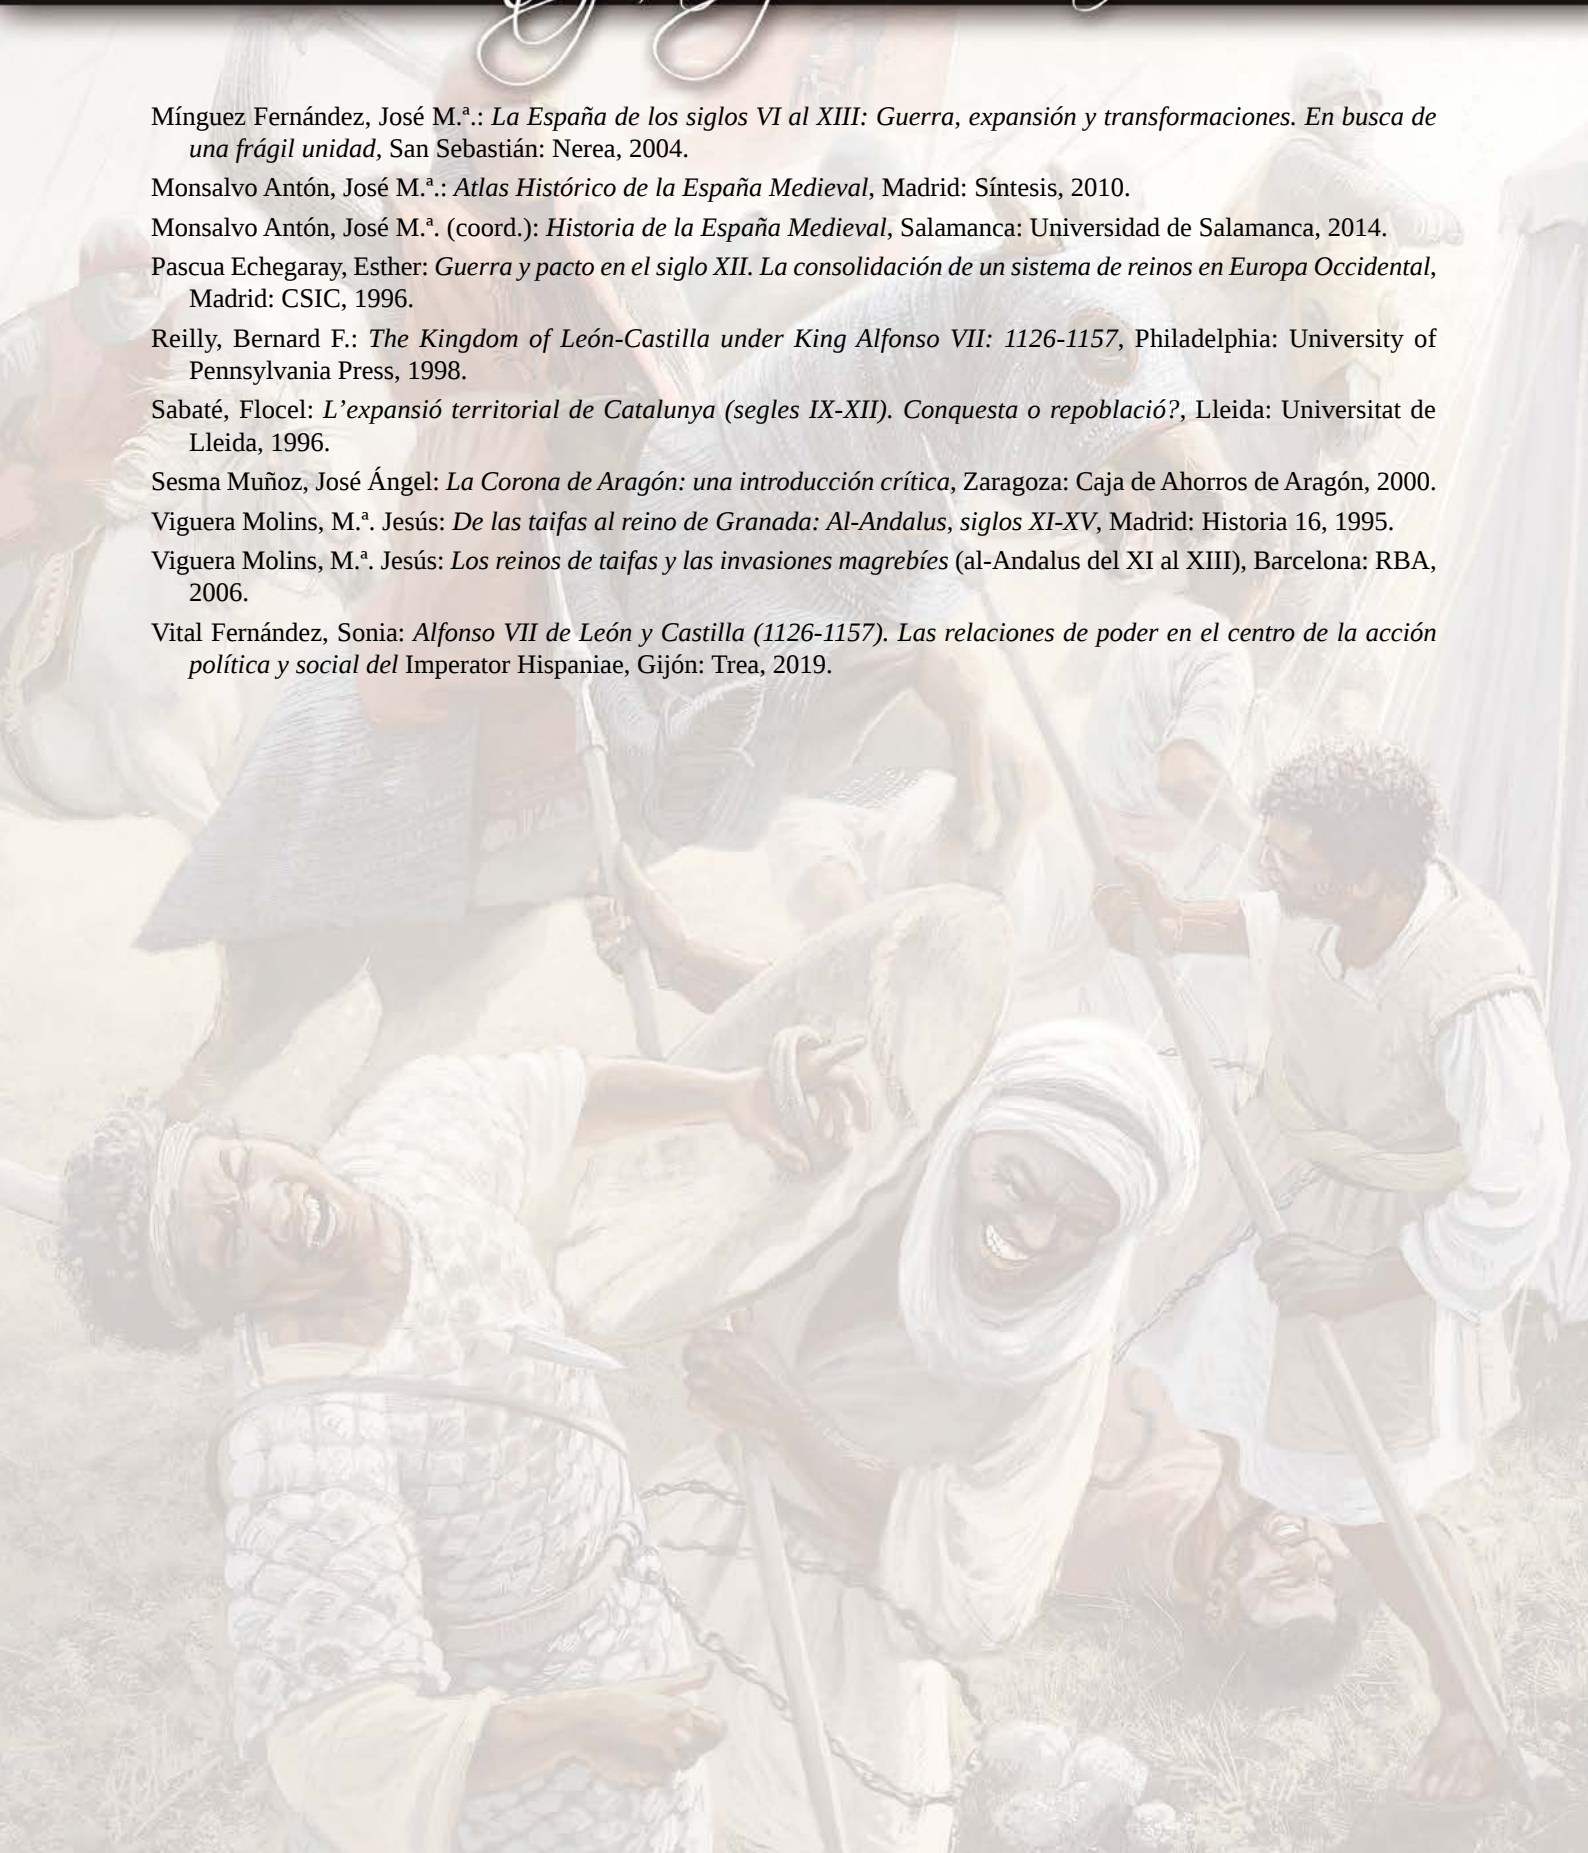 Mínguez Fernández, José M.ª.: La España de los siglos VI al XIII: Guerra, expansión y transformaciones. En busca de
una frágil unidad, San Sebastián: Nerea, 2004.
Monsalvo Antón, José M.ª.: Atlas Histórico de la España Medieval, Madrid: Síntesis, 2010.
Monsalvo Antón, José M.ª. (coord.): Historia de la España Medieval, Salamanca: Universidad de Salamanca, 2014.
Pascua Echegaray, Esther: Guerra y pacto en el siglo XII. La consolidación de un sistema de reinos en Europa Occidental,
Madrid: CSIC, 1996.
Reilly, Bernard F.: The Kingdom of León-Castilla under King Alfonso VII: 1126-1157, Philadelphia: University of
Pennsylvania Press, 1998.
Sabaté, Flocel: L’expansió territorial de Catalunya (segles IX-XII). Conquesta o repoblació?, Lleida: Universitat de
Lleida, 1996.
Sesma Muñoz, José Ángel: La Corona de Aragón: una introducción crítica, Zaragoza: Caja de Ahorros de Aragón, 2000.
Viguera Molins, M.ª. Jesús: De las taifas al reino de Granada: Al-Andalus, siglos XI-XV, Madrid: Historia 16, 1995.
Viguera Molins, M.ª. Jesús: Los reinos de taifas y las invasiones magrebíes (al-Andalus del XI al XIII), Barcelona: RBA,
2006.
Vital Fernández, Sonia: Alfonso VII de León y Castilla (1126-1157). Las relaciones de poder en el centro de la acción
política y social del Imperator Hispaniae, Gijón: Trea, 2019.